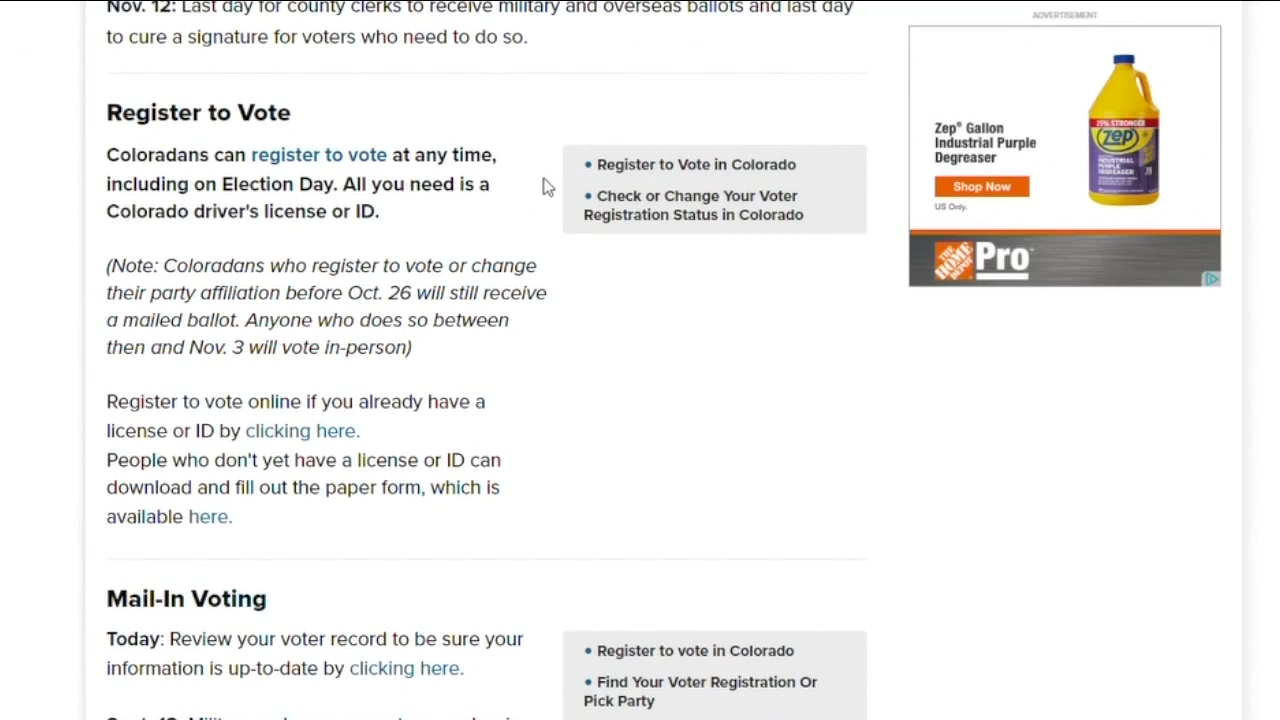 Nov. 12: Last day for county clerks to receive military and overseas ballots and last day
to cure a signature for voters who need to do so.
Register to Vote
Coloradans can register to vote at any time,
including on Election Day. All you need is a
Colorado driver's license or ID.
• Register to Vote in Colorado
• Check or Change Your Voter
Registration Status in Colorado
(Note: Coloradans who register to vote or change
their party affiliation before Oct. 26 will still receive
a mailed ballot. Anyone who does so between
then and Nov. 3 will vote in-person)
Register to vote online if you already have a
license or ID by clicking here.
People who don't yet have a license or ID can
download and fill out the paper form, which is
available here.
Mail-In Voting
Today: Review your voter record to be sure your
information is up-to-date by clicking here.
• Register to vote in Colorado
• Find Your Voter Registration Or
Pick Party
ADVERTISEMENT
Zep® Gallon
Industrial Purple
Degreaser
Shop Now
US Only.
20% STRONGER
Zep
INDUSTRIAL
PURPLE
DEGREASER
THE
HOME
DEPOT
Pro